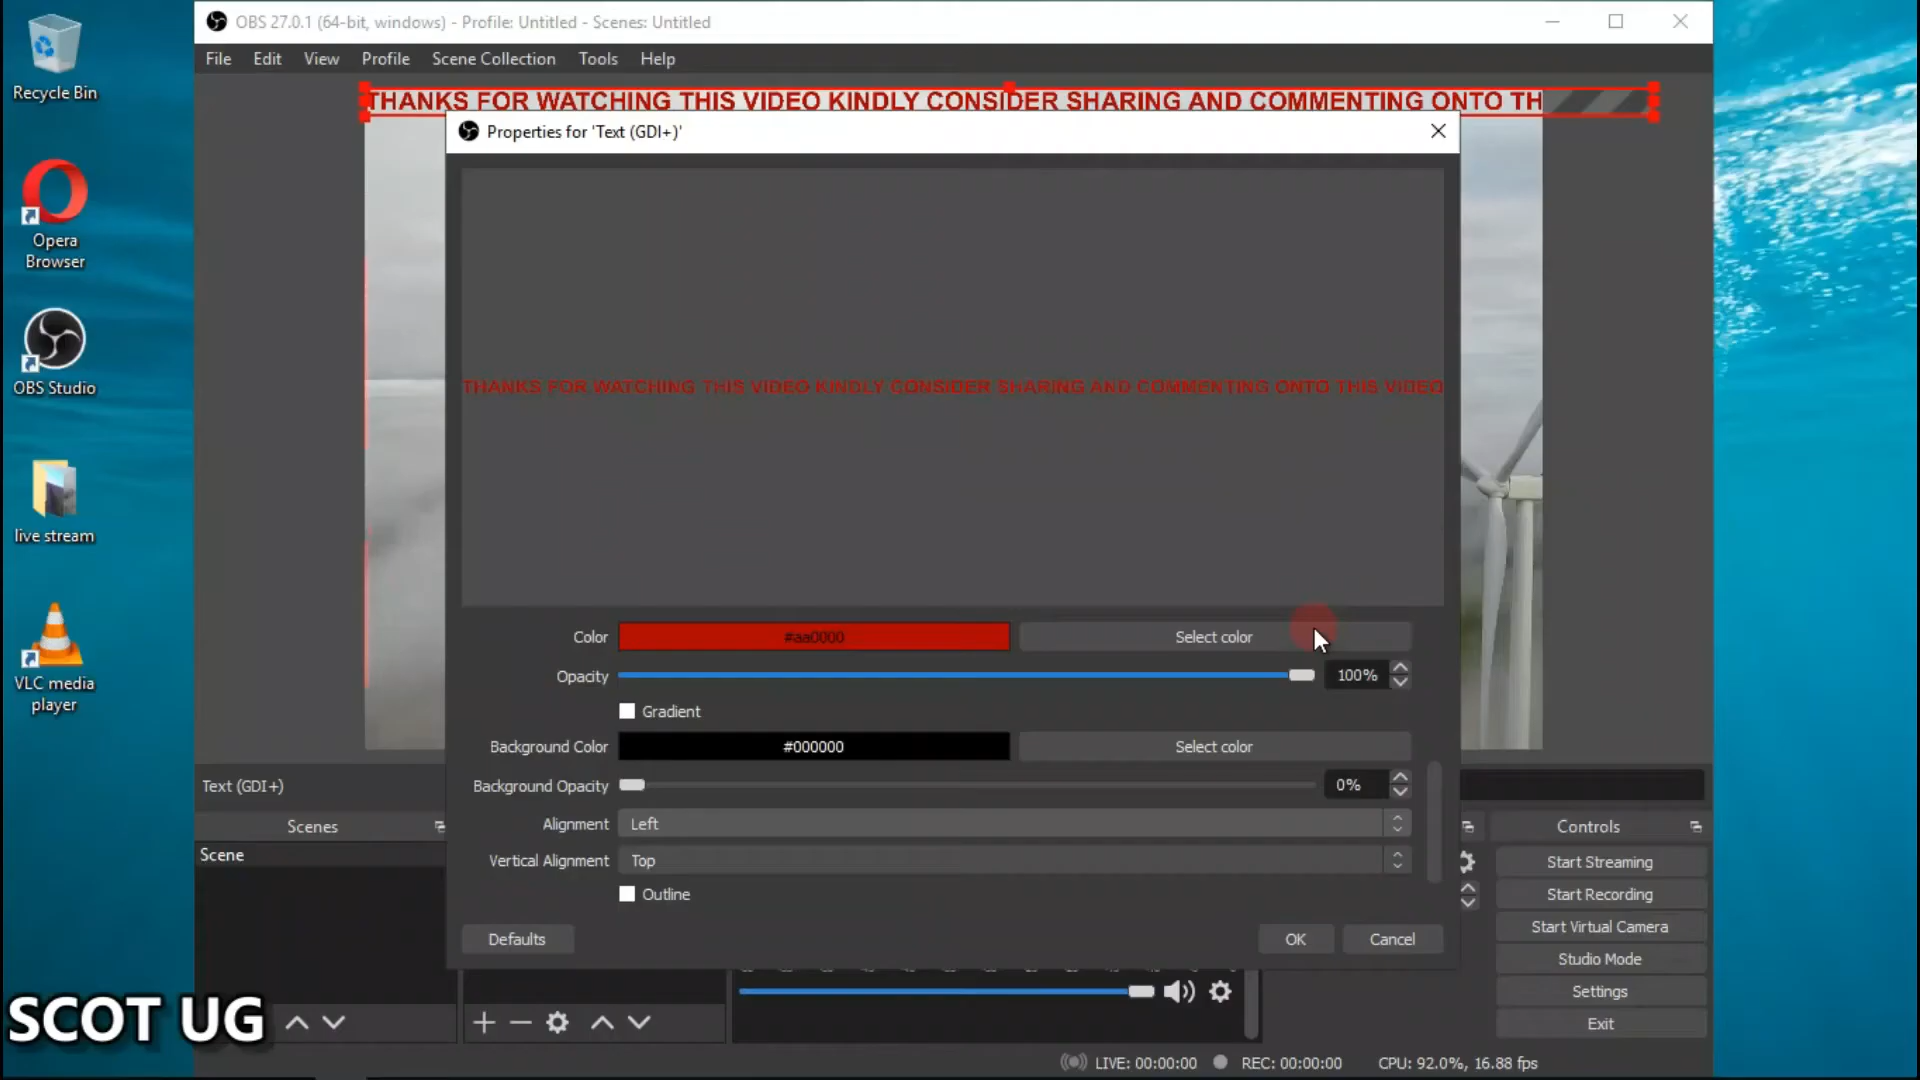 OBS 27.0.1 (64-bit, windows) - Profile: Untitled - Scenes: Untitled
File Edit View Profile Scene Collection Tools Help
Recycle Bin
THANKS FOR WATCHING THIS VIDEO KINDLY CONSIDER SHARING AND COMMENTING ONTO TH
Properties for 'Text (GDI+)'
Opera
Browser
OBS Studio
THANKS FOR WATCHING THIS VIDEO KINDLY CONSIDER SHARING AND COMMENTING ONTO THIS VIDEO
live stream
VLC media
player
Color #aa0000 Select color
Opacity 100%
Gradient
Background Color #000000 Select color
Background Opacity 0%
Alignment Left
Vertical Alignment Top
Outline
Defaults OK Cancel
Text (GDI+)
Scenes
Scene
Controls
Start Streaming
Start Recording
Start Virtual Camera
Studio Mode
Settings
Exit
SCOT UG
LIVE: 00:00:00 REC: 00:00:00 CPU: 92.0%, 16.88 fps